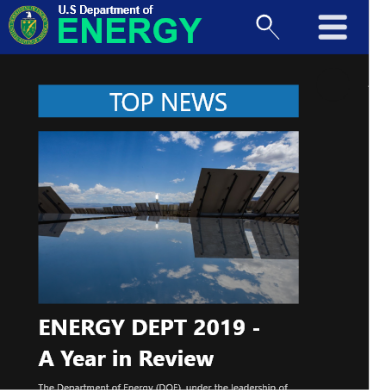 U.S Department of
ENERGY
TOP NEWS
ENERGY DEPT 2019 -
A Year in Review
The Department of Energy (DOE), under the leadership of